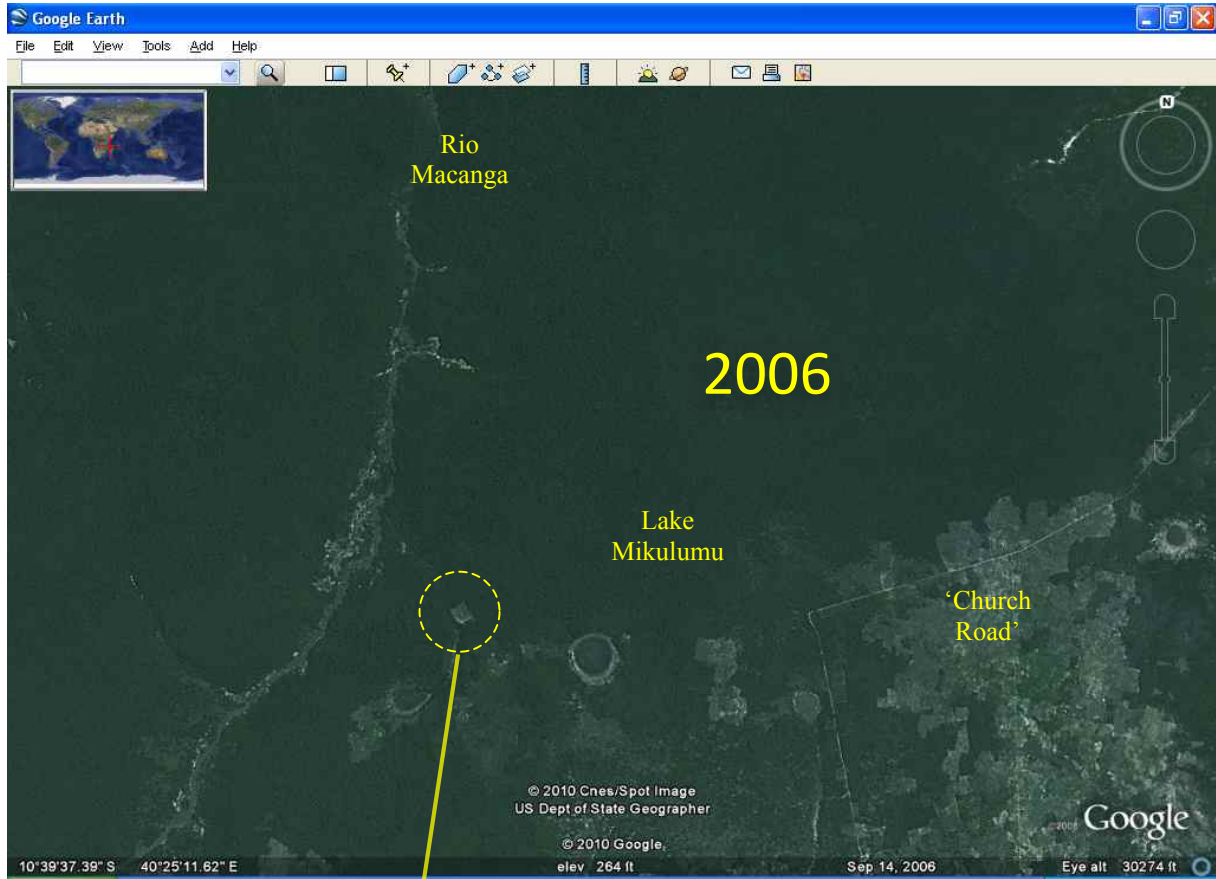 Google Earth
File Edit View Tools Add Help
N
Rio
Macanga
2006
Lake
Mikulumu
‘Church
Road’
© 2010 Cnes/Spot Image
US Dept of State Geographer
© 2010 Google
Google
10°39'37.39" S 40°25'11.62" E elev 264 ft Sep 14, 2006 Eye alt 30274 ft